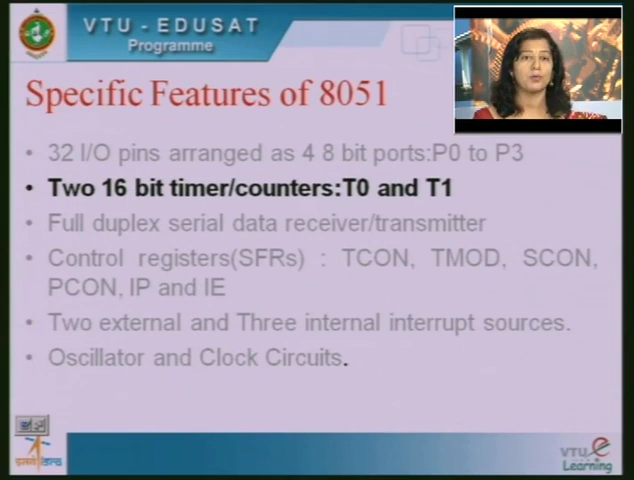 VTU - EDUSAT
Programme
Specific Features of 8051
• 32 I/O pins arranged as 4 8 bit ports:P0 to P3
• Two 16 bit timer/counters:T0 and T1
• Full duplex serial data receiver/transmitter
• Control registers(SFRs) : TCON, TMOD, SCON,
PCON, IP and IE
• Two external and Three internal interrupt sources.
• Oscillator and Clock Circuits.
VTU e
Learning